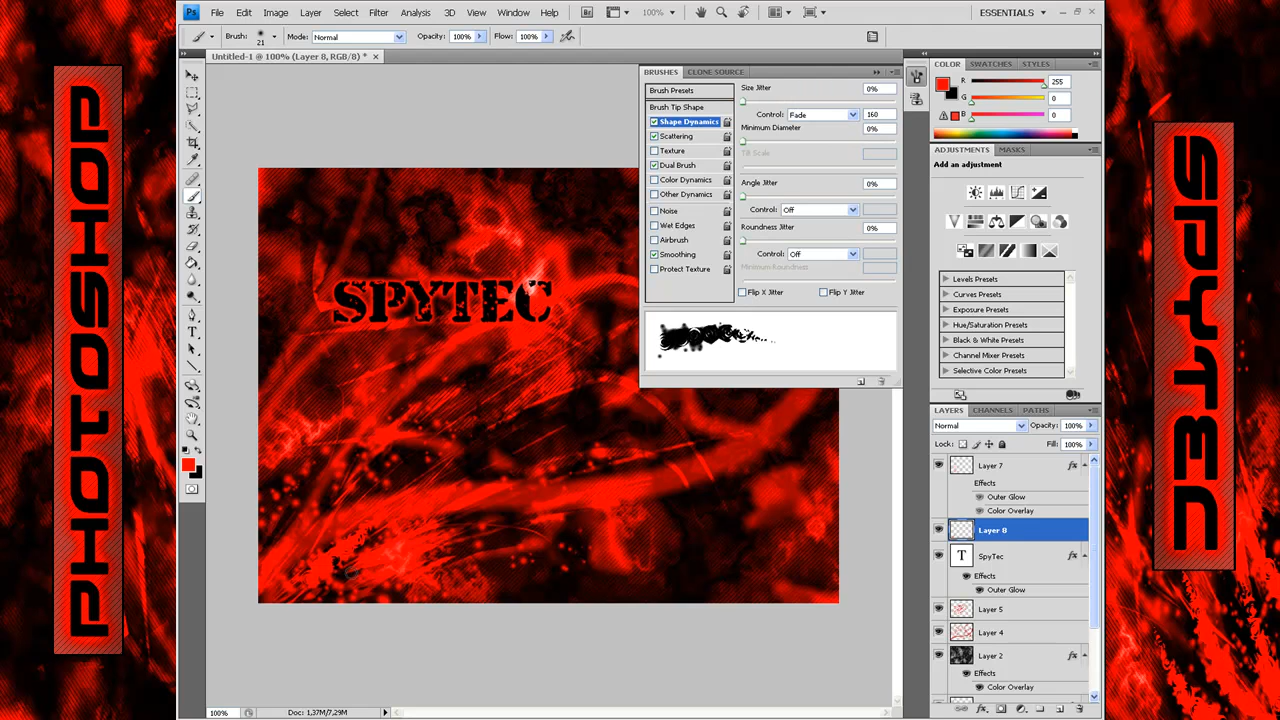 PHOTOSHOP
SPYTEC
Ps File Edit Image Layer Select Filter Analysis 3D View Window Help Br 100% ESSENTIALS
Brush: 21 Mode: Normal Opacity: 100% Flow: 100%
Untitled-1 @ 100% (Layer 8, RGB/8) *
BRUSHES CLONE SOURCE
Brush Presets
Brush Tip Shape
Shape Dynamics
Scattering
Texture
Dual Brush
Color Dynamics
Other Dynamics
Noise
Wet Edges
Airbrush
Smoothing
Protect Texture
Size Jitter 0%
Control: Fade 160
Minimum Diameter 0%
Tilt Scale
Angle Jitter 0%
Control: Off
Roundness Jitter 0%
Control: Off
Minimum Roundness
Flip X Jitter Flip Y Jitter
SPYTEC
COLOR SWATCHES STYLES
R 255
G 0
B 0
ADJUSTMENTS MASKS
Add an adjustment
Levels Presets
Curves Presets
Exposure Presets
Hue/Saturation Presets
Black & White Presets
Channel Mixer Presets
Selective Color Presets
LAYERS CHANNELS PATHS
Normal Opacity: 100%
Lock: Fill: 100%
Layer 7 fx
Effects
Outer Glow
Color Overlay
Layer 8
T SpyTec fx
Effects
Outer Glow
Layer 5
Layer 4
Layer 2 fx
Effects
Color Overlay
100% Doc: 1,37M/7,29M